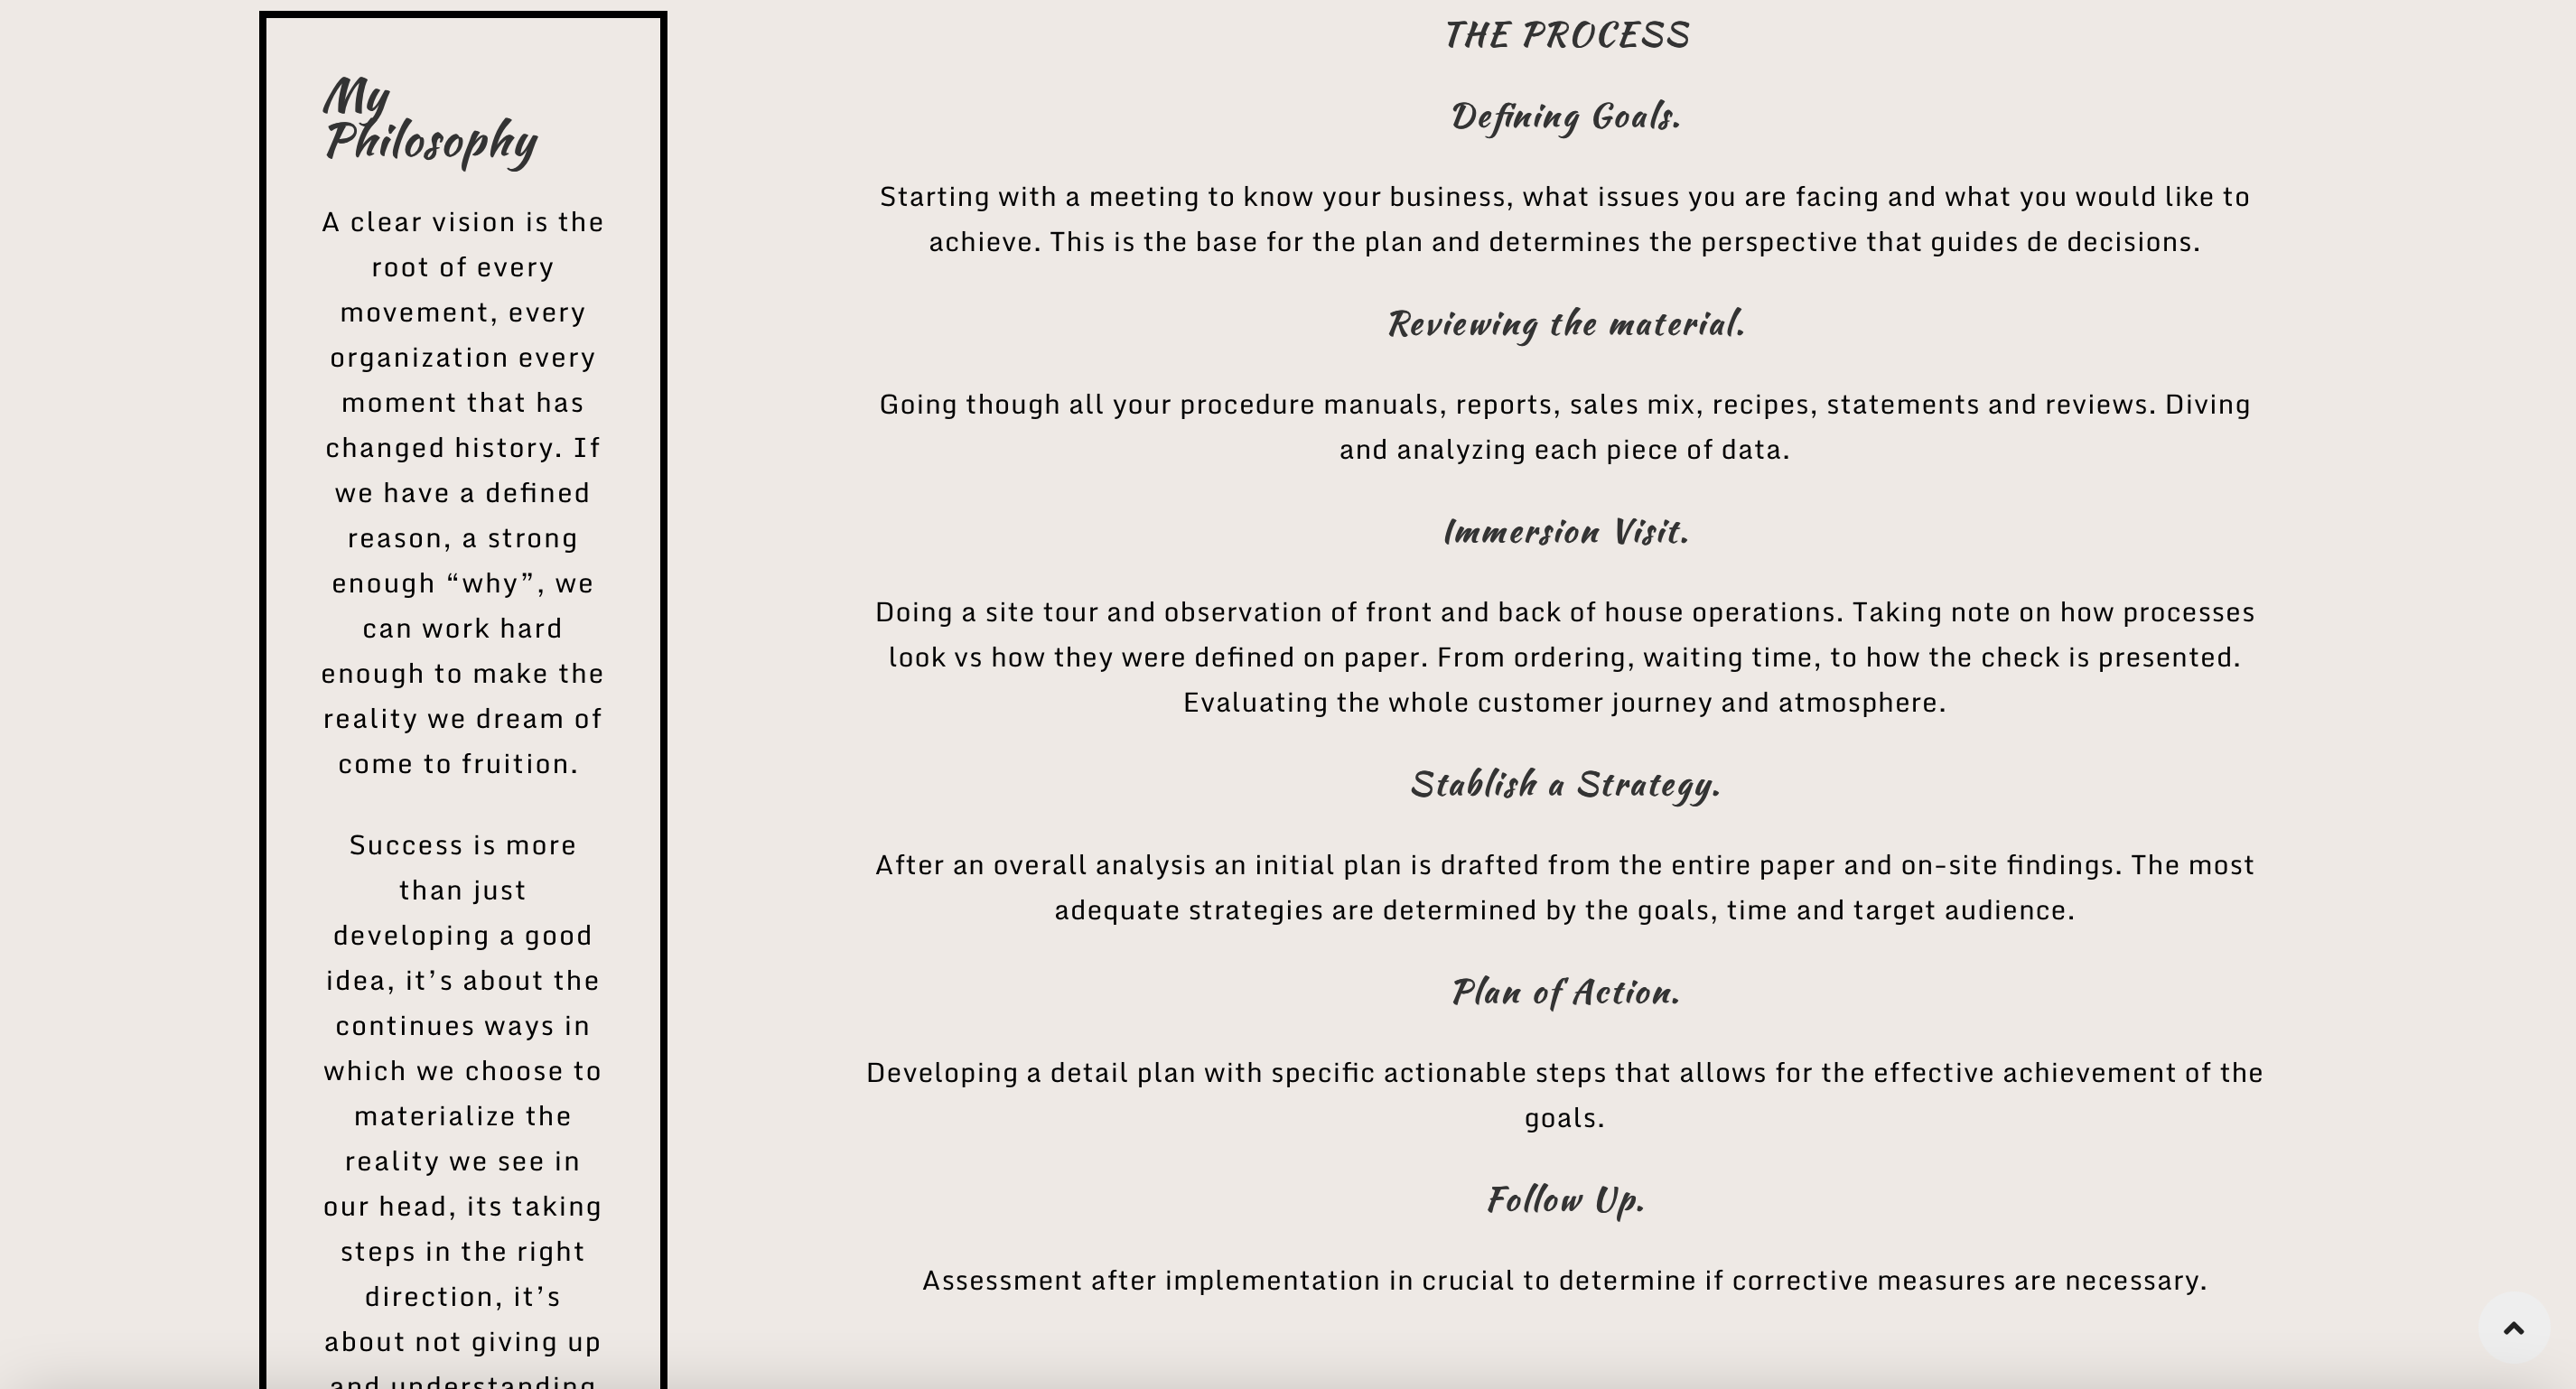 My
Philosophy
A clear vision is the
root of every
movement, every
organization every
moment that has
changed history. If
we have a defined
reason, a strong
enough “why”, we
can work hard
enough to make the
reality we dream of
come to fruition.
Success is more
than just
developing a good
idea, it’s about the
continues ways in
which we choose to
materialize the
reality we see in
our head, its taking
steps in the right
direction, it’s
about not giving up
and understanding
THE PROCESS
Defining Goals.
Starting with a meeting to know your business, what issues you are facing and what you would like to
achieve. This is the base for the plan and determines the perspective that guides de decisions.
Reviewing the material.
Going though all your procedure manuals, reports, sales mix, recipes, statements and reviews. Diving
and analyzing each piece of data.
Immersion Visit.
Doing a site tour and observation of front and back of house operations. Taking note on how processes
look vs how they were defined on paper. From ordering, waiting time, to how the check is presented.
Evaluating the whole customer journey and atmosphere.
Stablish a Strategy.
After an overall analysis an initial plan is drafted from the entire paper and on-site findings. The most
adequate strategies are determined by the goals, time and target audience.
Plan of Action.
Developing a detail plan with specific actionable steps that allows for the effective achievement of the
goals.
Follow Up.
Assessment after implementation in crucial to determine if corrective measures are necessary.